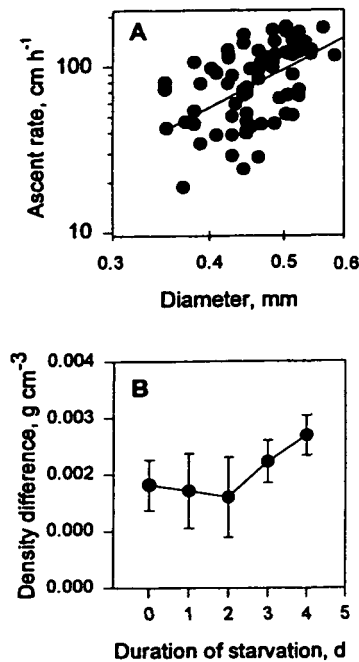 A
Ascent rate, cm h⁻¹
100
10
0.3 0.4 0.5 0.6
Diameter, mm
B
Density difference, g cm⁻³
0.004
0.003
0.002
0.000
0.000
0 1 2 3 4 5
Duration of starvation, d